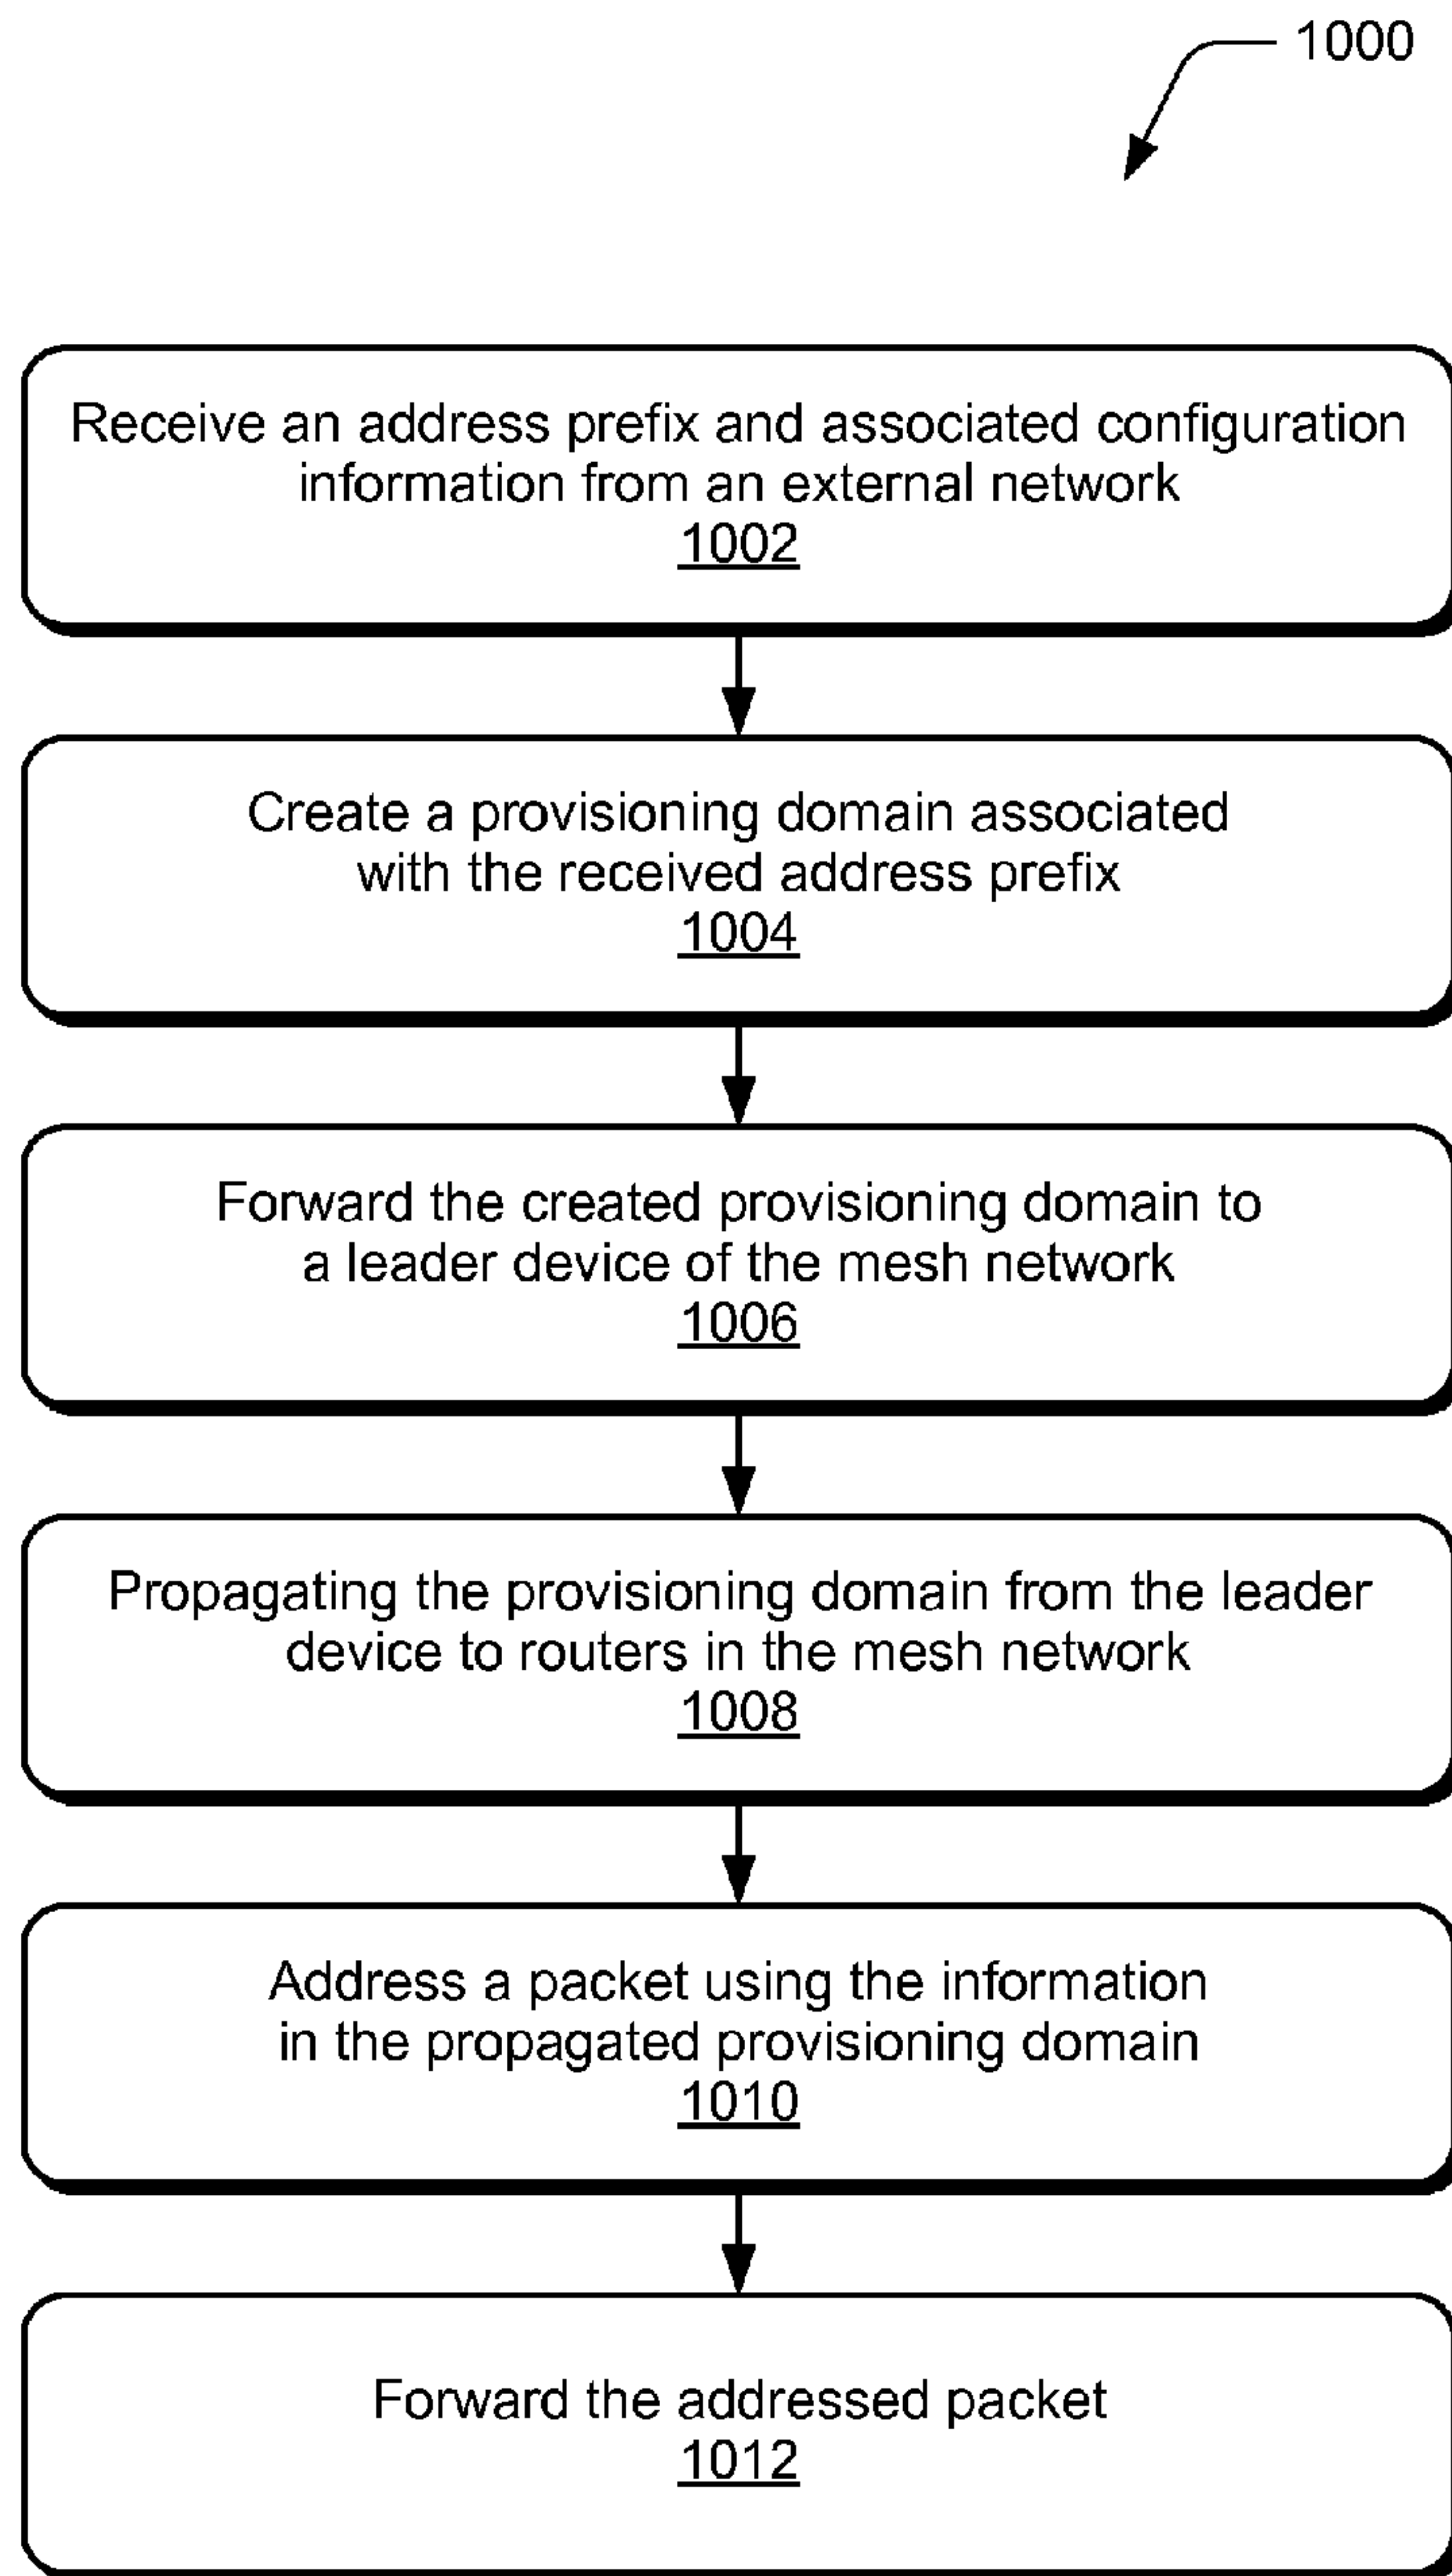 1000
Receive an address prefix and associated configuration
information from an external network
1002
Create a provisioning domain associated
with the received address prefix
1004
Forward the created provisioning domain to
a leader device of the mesh network
1006
Propagating the provisioning domain from the leader
device to routers in the mesh network
1008
Address a packet using the information
in the propagated provisioning domain
1010
Forward the addressed packet
1012